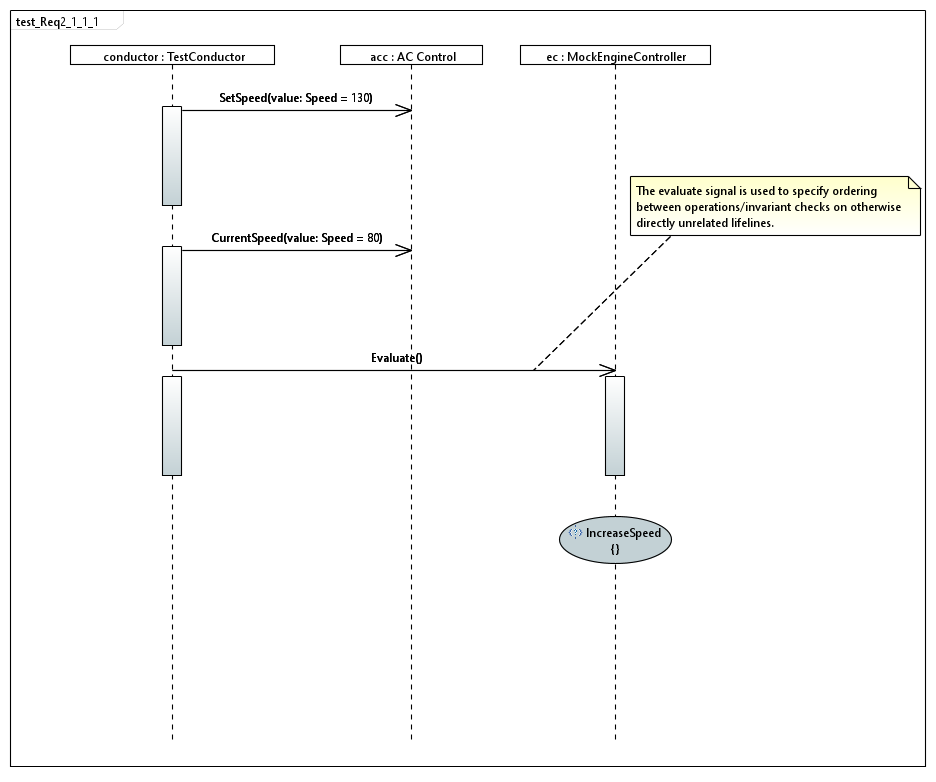 test_Req2_1_1_1
conductor : TestConductor
acc : AC Control
ec : MockEngineController
SetSpeed(value: Speed = 130)
The evaluate signal is used to specify ordering
between operations/invariant checks on otherwise
directly unrelated lifelines.
CurrentSpeed(value: Speed = 80)
Evaluate()
IncreaseSpeed
{}